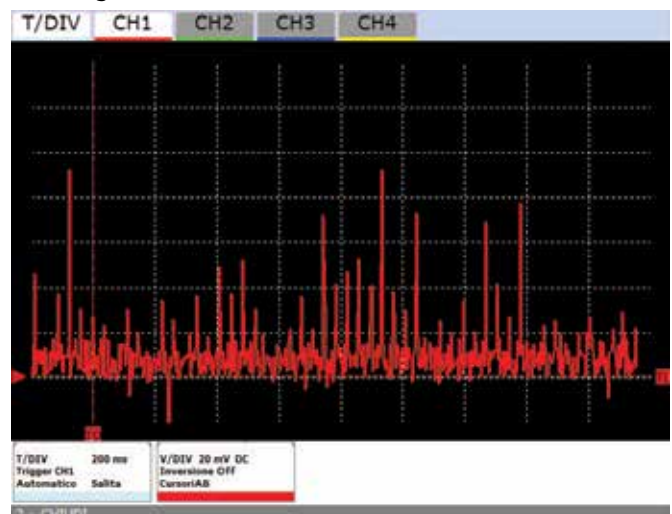 T/DIV CH1 CH2 CH3 CH4
T/DIV 200 ms
Trigger CH1
Automatico Salita
V/DIV 20 mV DC
Inversione Off
CursoriAB